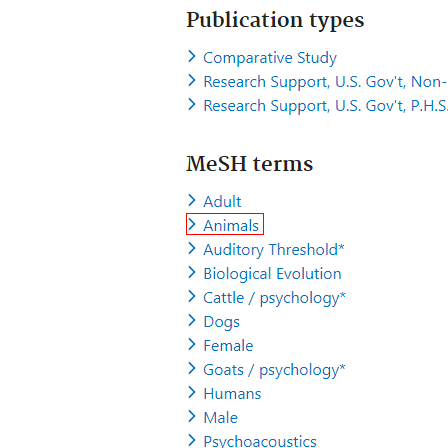 Publication types
Comparative Study
Research Support, U.S. Gov't, Non-
Research Support, U.S. Gov't, P.H.S.
MeSH terms
Adult
Animals
Auditory Threshold*
Biological Evolution
Cattle / psychology*
Dogs
Female
Goats / psychology*
Humans
Male
Psychoacoustics